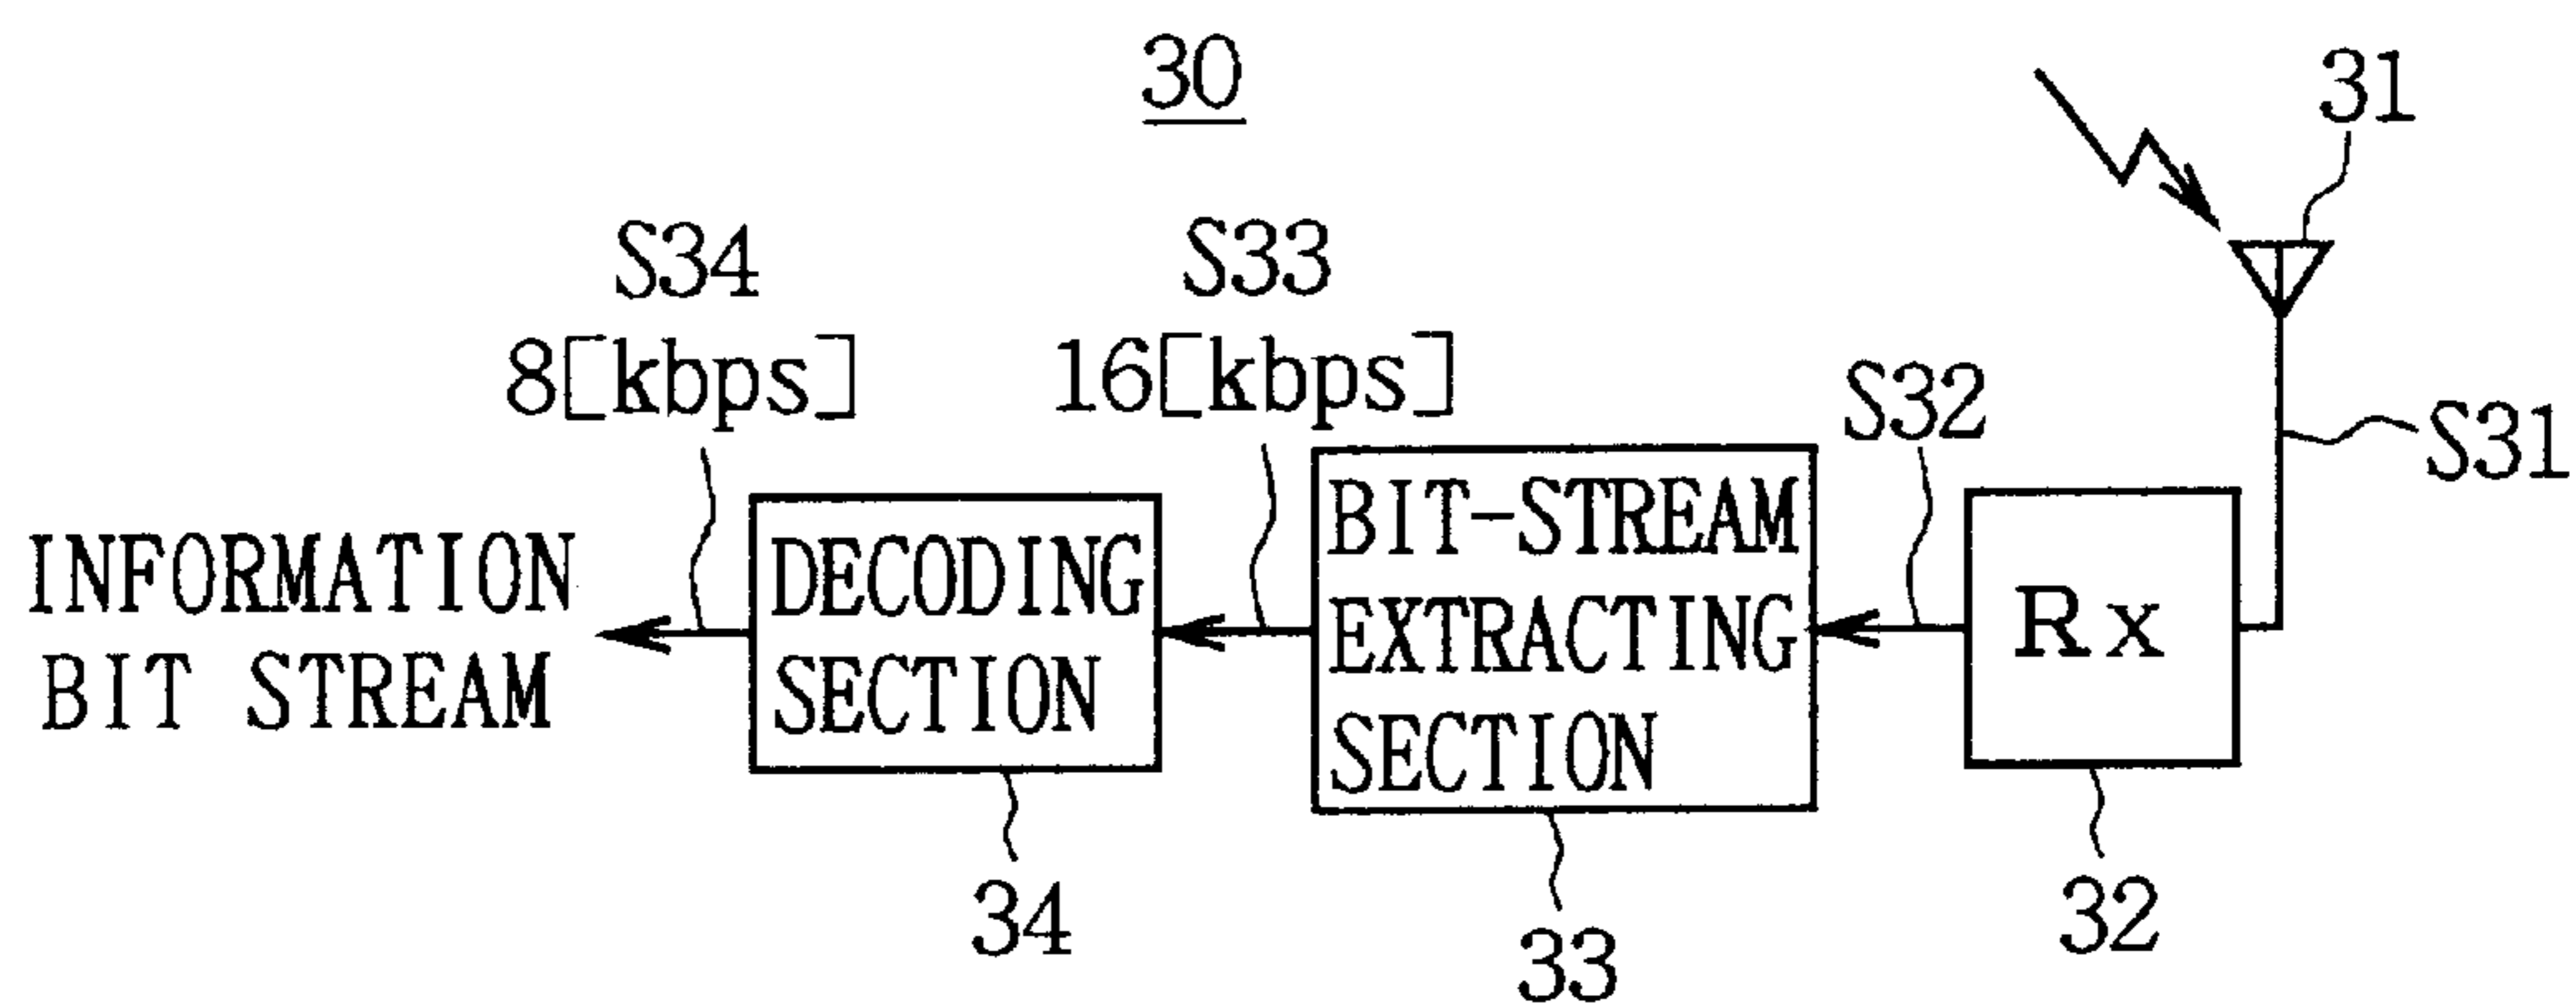 30
31
S34
8[kbps]
S33
16[kbps]
S32
S31
INFORMATION
BIT STREAM
DECODING
SECTION
BIT-STREAM
EXTRACTING
SECTION
Rx
34
33
32